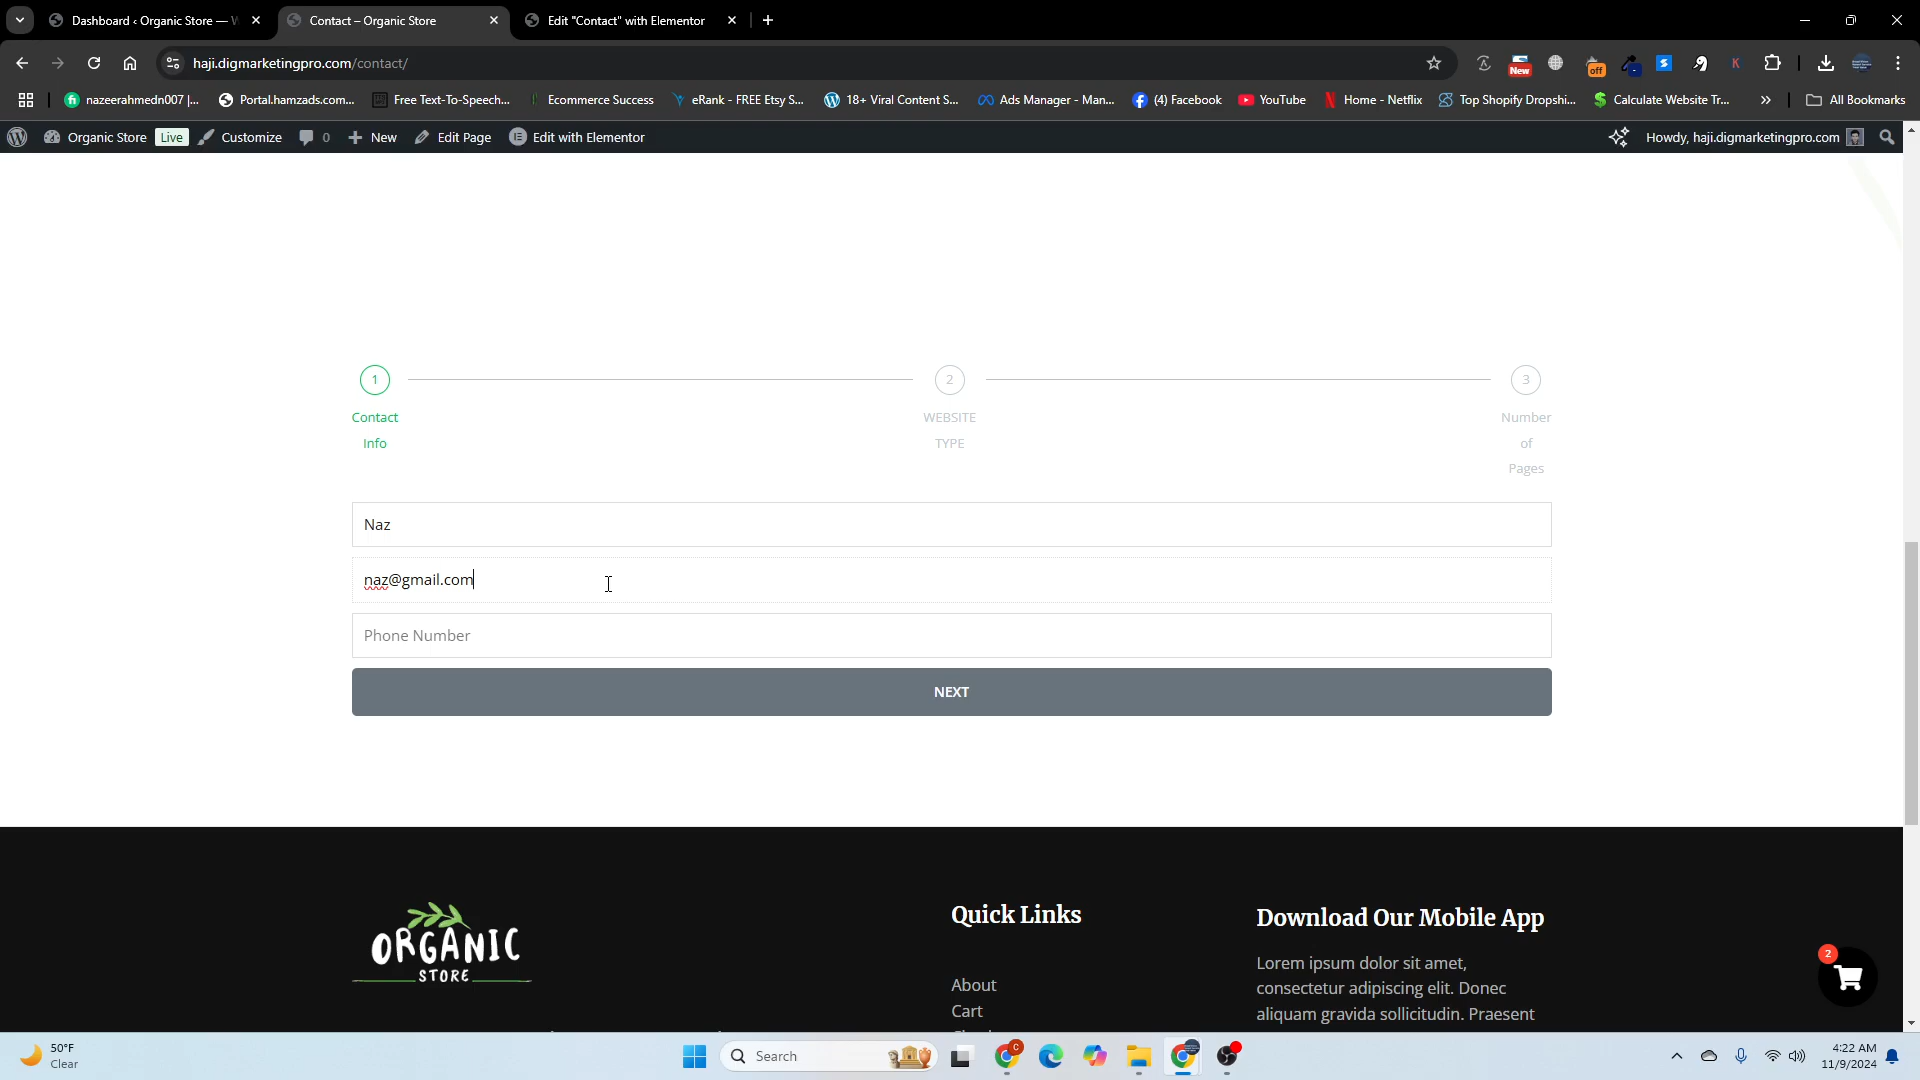 Dashboard ‹ Organic Store — W
Contact – Organic Store
Edit "Contact" with Elementor
haji.digmarketingpro.com/contact/
New
off
nazeerahmedn007 |...
Portal.hamzads.com...
Free Text-To-Speech...
Ecommerce Success
eRank - FREE Etsy S...
18+ Viral Content S...
Ads Manager - Man...
(4) Facebook
YouTube
Home - Netflix
Top Shopify Dropshi...
Calculate Website Tr...
All Bookmarks
Organic Store Live
Customize
0
New
Edit Page
Edit with Elementor
Howdy, haji.digmarketingpro.com
1
2
3
Contact
Info
WEBSITE
TYPE
Number
of
Pages
Naz
naz@gmail.com
Phone Number
NEXT
ORGANIC
STORE
Quick Links
About
Cart
Download Our Mobile App
Lorem ipsum dolor sit amet,
consectetur adipiscing elit. Donec
aliquam gravida sollicitudin. Praesent
2
50°F
Clear
Search
4:22 AM
11/9/2024